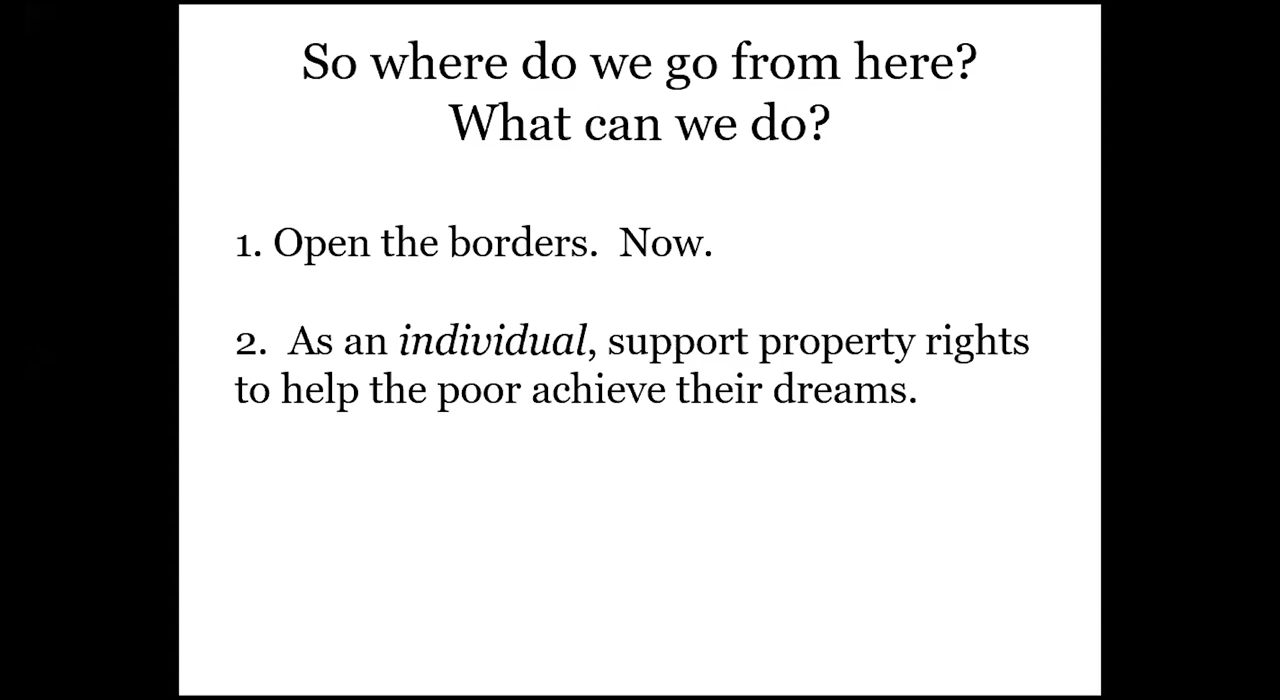 So where do we go from here?
What can we do?
1. Open the borders.  Now.
2.  As an individual, support property rights
to help the poor achieve their dreams.